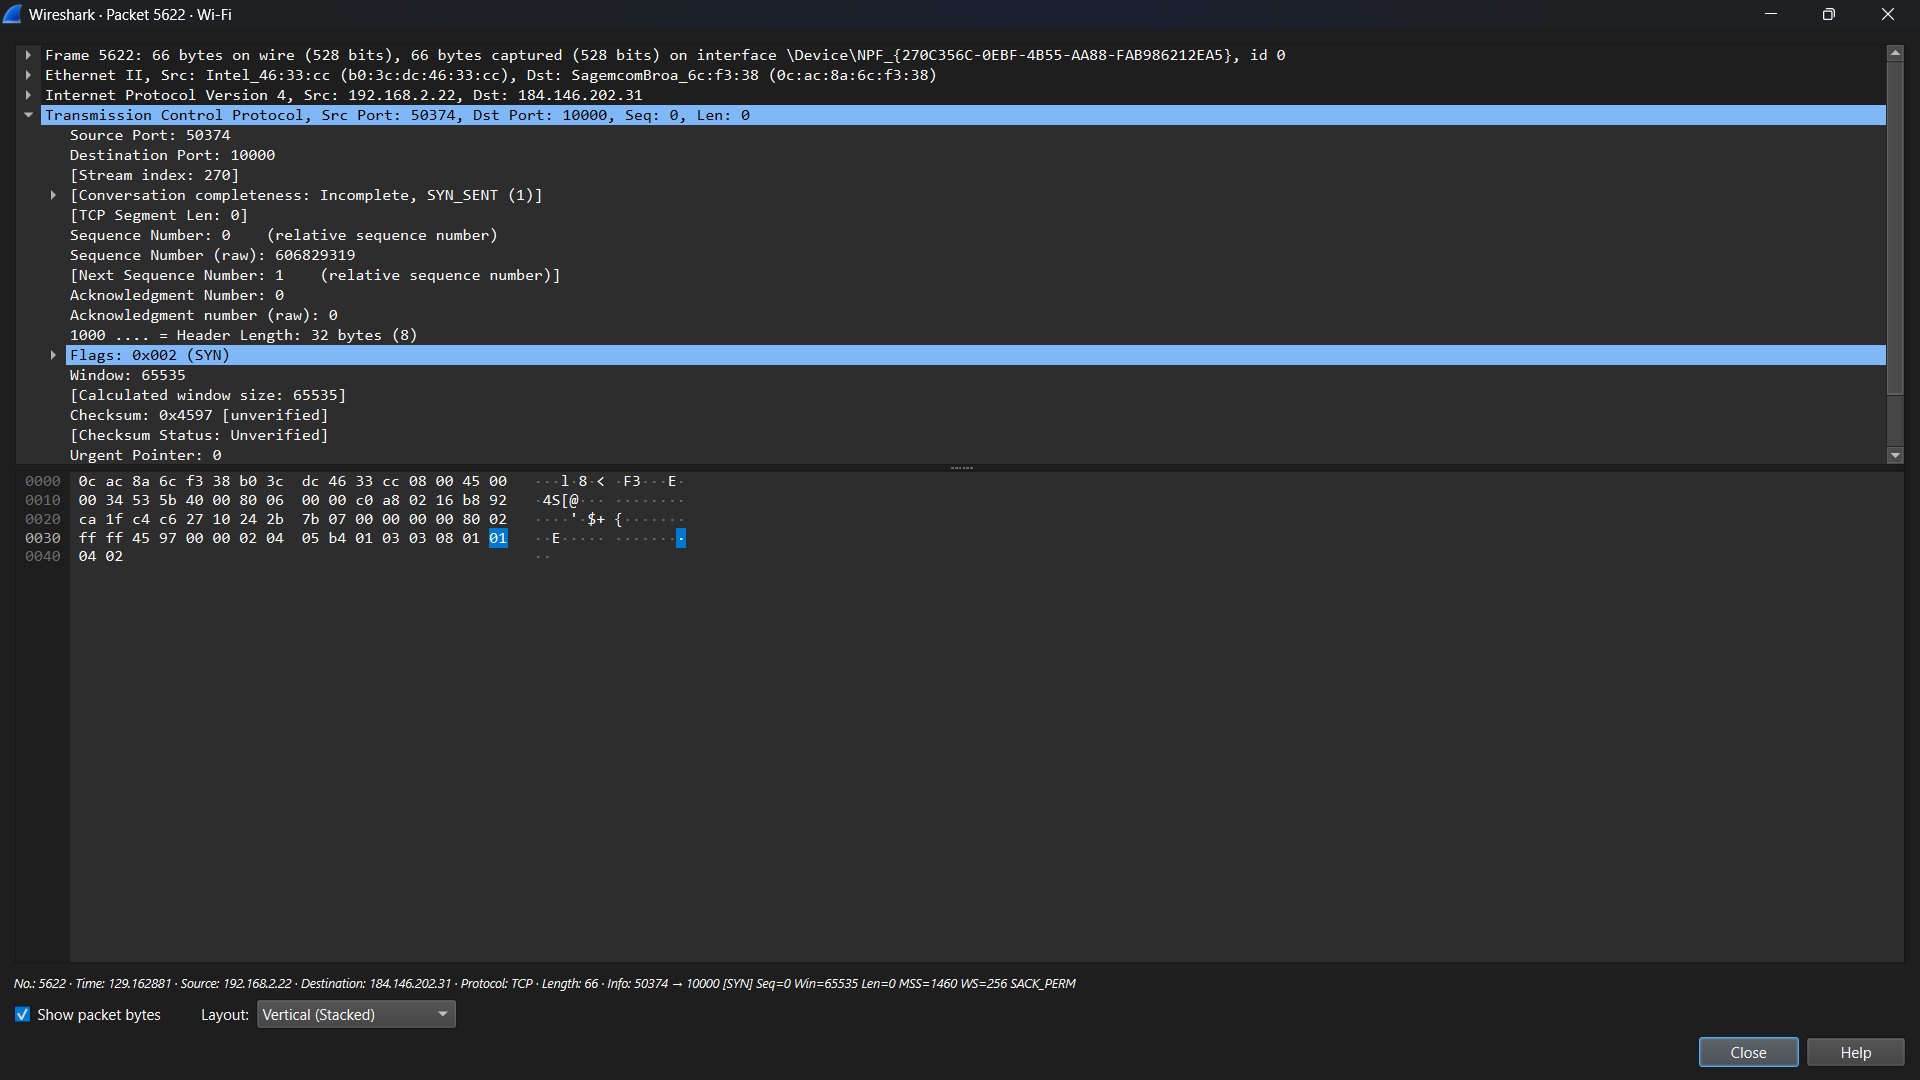 Wireshark · Packet 5622 · Wi-Fi
Frame 5622: 66 bytes on wire (528 bits), 66 bytes captured (528 bits) on interface \Device\NPF_{270C356C-0EBF-4B55-AA88-FAB986212EA5}, id 0
Ethernet II, Src: Intel_46:33:cc (b0:3c:dc:46:33:cc), Dst: SagemcomBroa_6c:f3:38 (0c:ac:8a:6c:f3:38)
Internet Protocol Version 4, Src: 192.168.2.22, Dst: 184.146.202.31
Transmission Control Protocol, Src Port: 50374, Dst Port: 10000, Seq: 0, Len: 0
Source Port: 50374
Destination Port: 10000
[Stream index: 270]
[Conversation completeness: Incomplete, SYN_SENT (1)]
[TCP Segment Len: 0]
Sequence Number: 0    (relative sequence number)
Sequence Number (raw): 606829319
[Next Sequence Number: 1    (relative sequence number)]
Acknowledgment Number: 0
Acknowledgment number (raw): 0
1000 .... = Header Length: 32 bytes (8)
Flags: 0x002 (SYN)
Window: 65535
[Calculated window size: 65535]
Checksum: 0x4597 [unverified]
[Checksum Status: Unverified]
Urgent Pointer: 0
0000 0c ac 8a 6c f3 38 b0 3c  dc 46 33 cc 08 00 45 00 ···l·8·< ·F3···E·
0010 00 34 53 5b 40 00 80 06  00 00 c0 a8 02 16 b8 92 ·4S[@··· ········
0020 ca 1f c4 c6 27 10 24 2b  7b 07 00 00 00 00 80 02 ····'·$+ {·······
0030 ff ff 45 97 00 00 02 04  05 b4 01 03 03 08 01 01 ··E····· ········
0040 04 02 ··
No.: 5622 · Time: 129.162881 · Source: 192.168.2.22 · Destination: 184.146.202.31 · Protocol: TCP · Length: 66 · Info: 50374 → 10000 [SYN] Seq=0 Win=65535 Len=0 MSS=1460 WS=256 SACK_PERM
Show packet bytes Layout: Vertical (Stacked)
Close Help